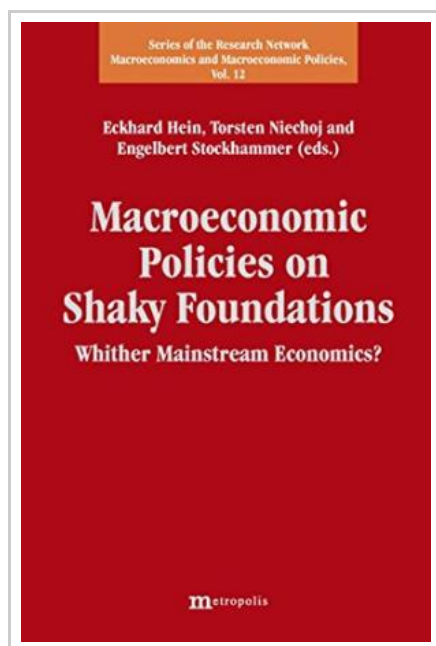 Series of the Research Network
Macroeconomics and Macroeconomic Policies,
Vol. 12
Eckhard Hein, Torsten Niechoj and
Engelbert Stockhammer (eds.)
Macroeconomic
Policies on
Shaky Foundations
Whither Mainstream Economics?
metropolis